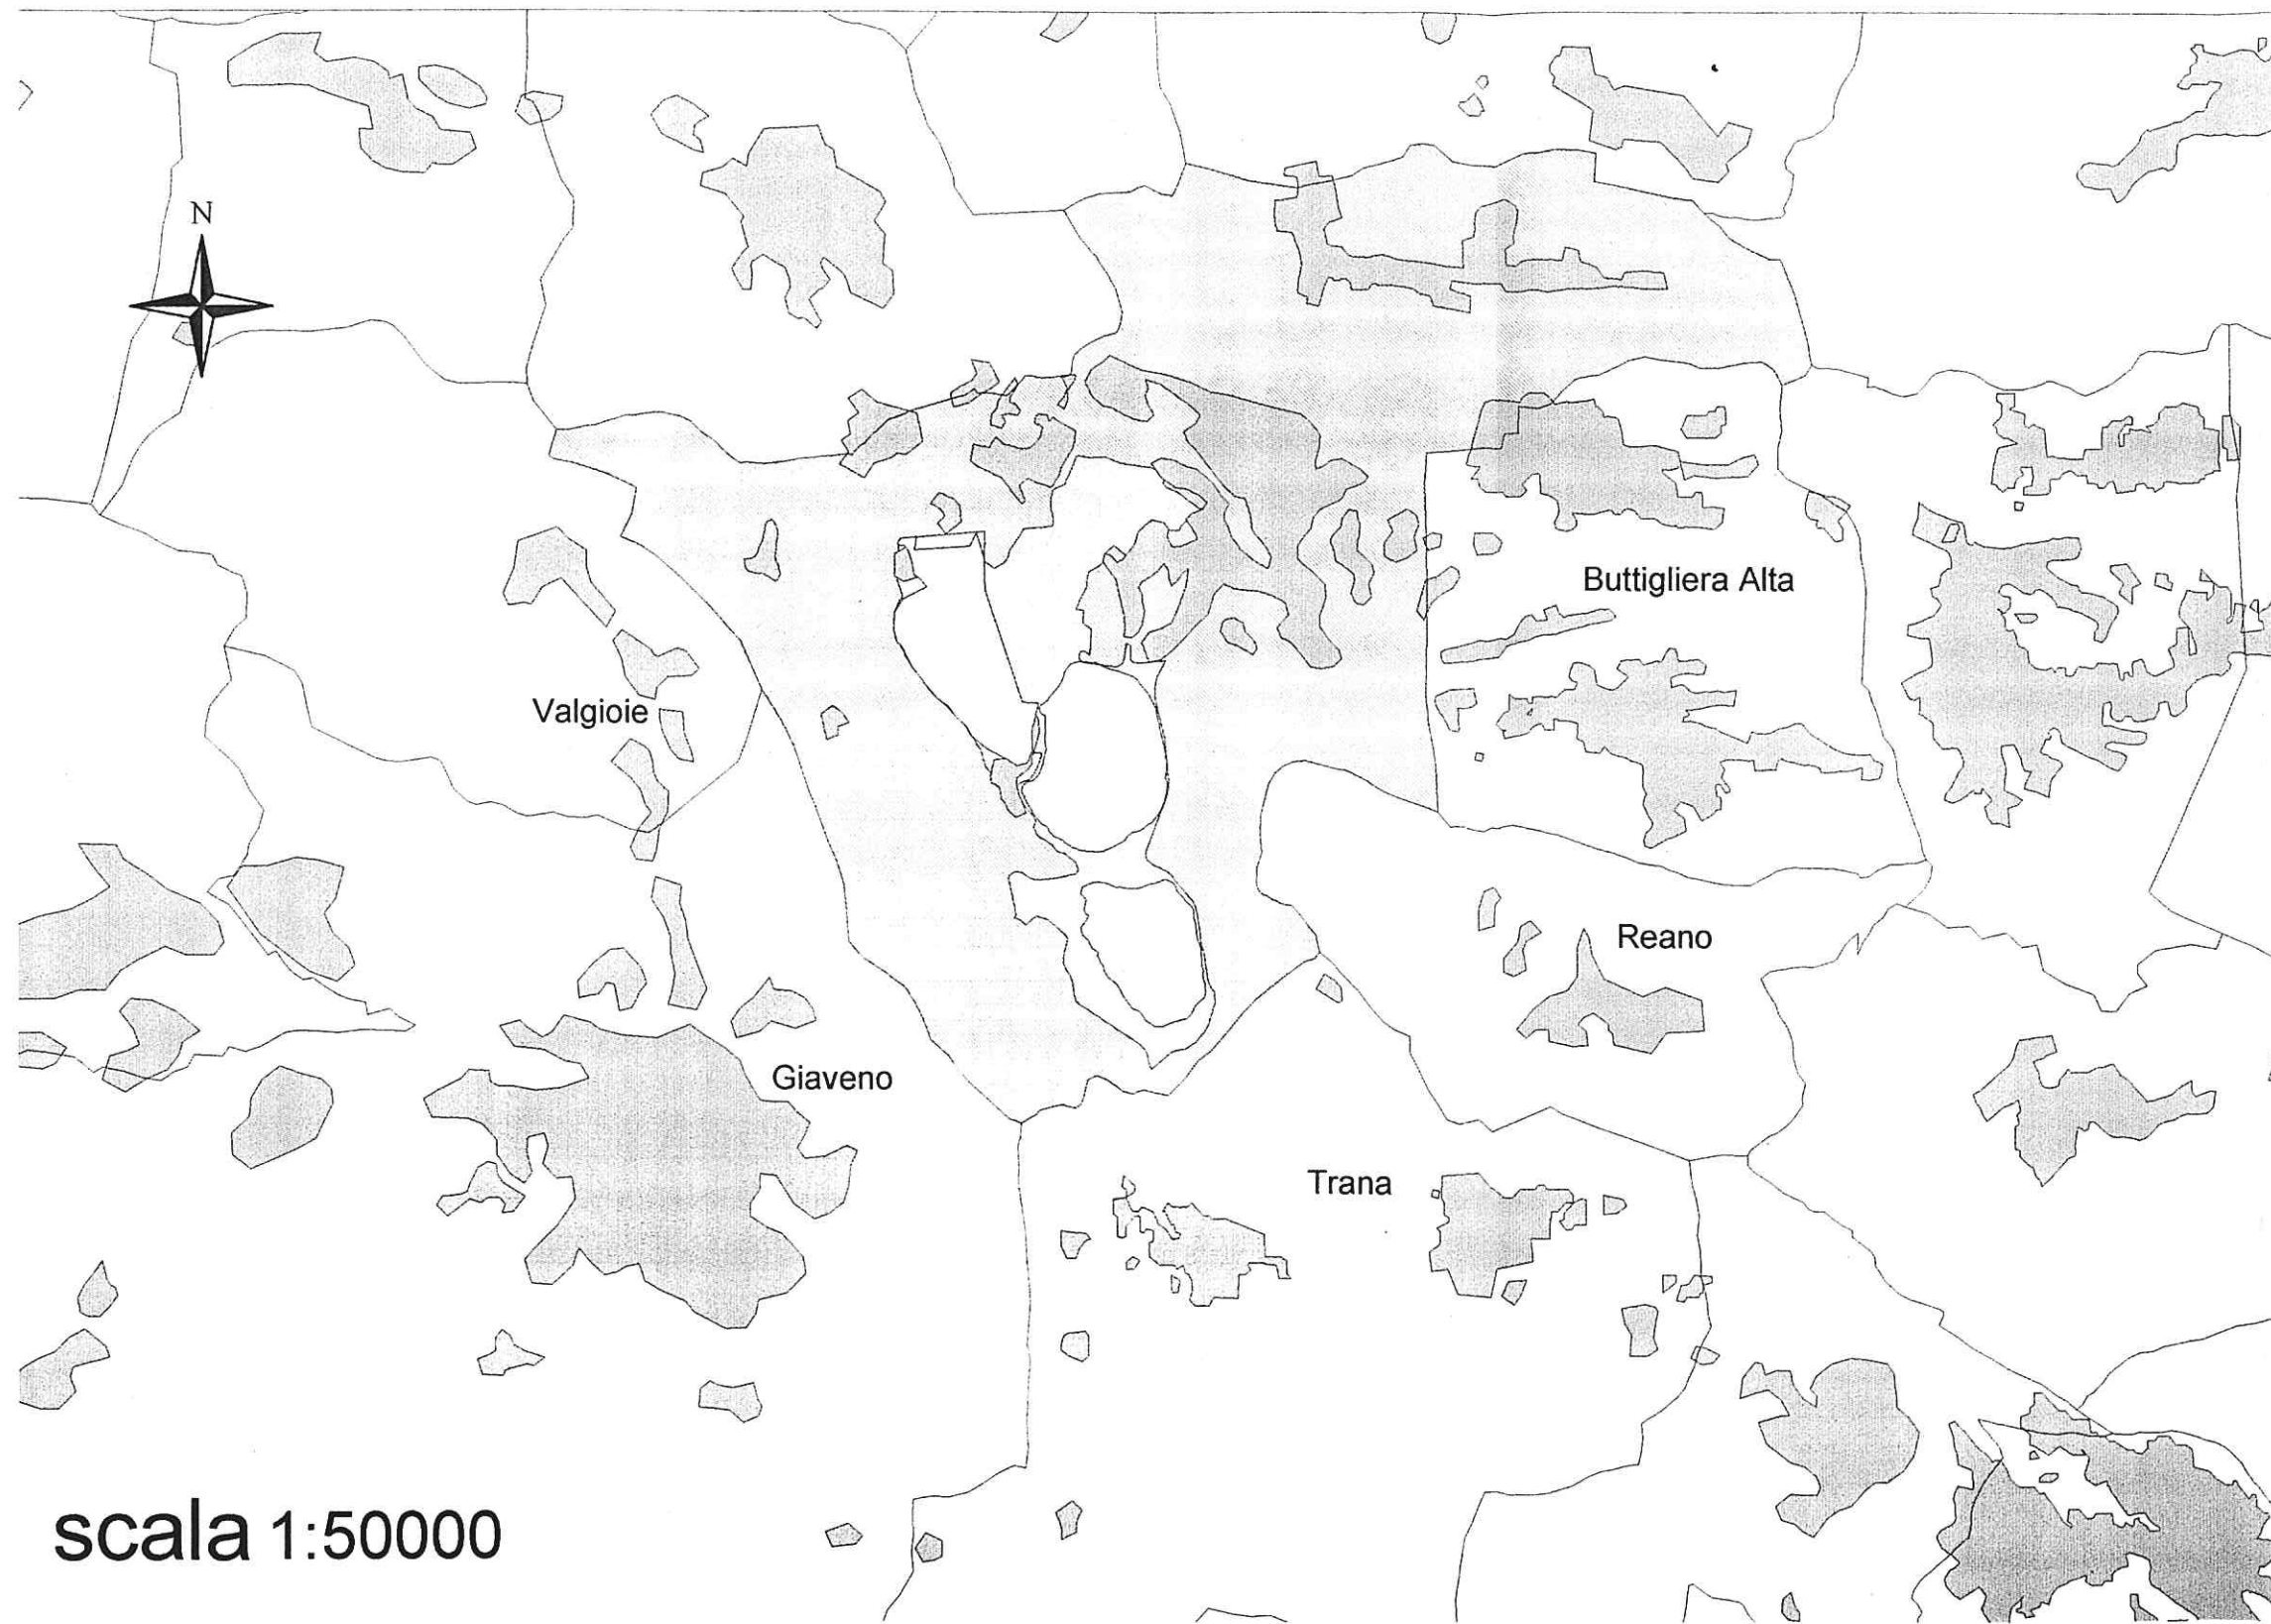 N
Buttigliera Alta
Valgioie
Reano
Giaveno
Trana
scala 1:50000